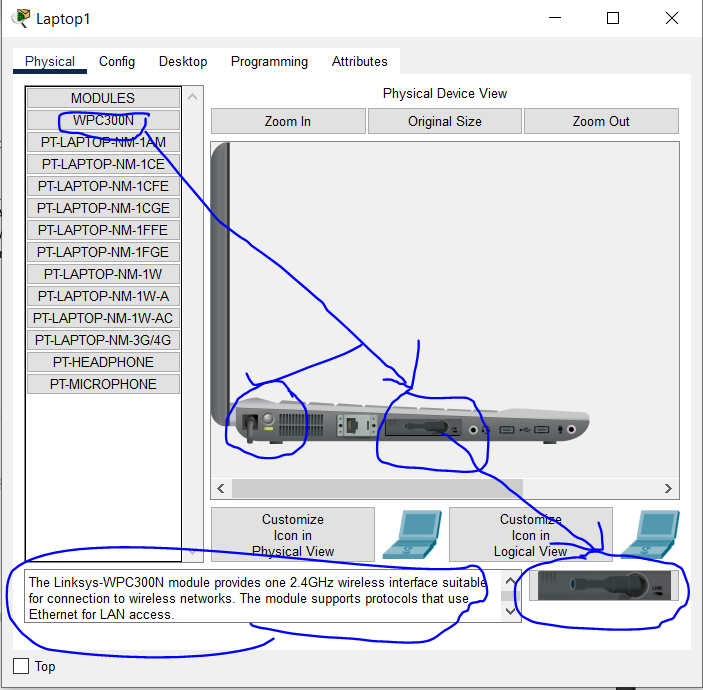 Laptop1
Physical Config Desktop Programming Attributes
MODULES
WPC300N
PT-LAPTOP-NM-1AM
PT-LAPTOP-NM-1CE
PT-LAPTOP-NM-1CFE
PT-LAPTOP-NM-1CGE
PT-LAPTOP-NM-1FFE
PT-LAPTOP-NM-1FGE
PT-LAPTOP-NM-1W
PT-LAPTOP-NM-1W-A
PT-LAPTOP-NM-1W-AC
PT-LAPTOP-NM-3G/4G
PT-HEADPHONE
PT-MICROPHONE
Physical Device View
Zoom In Original Size Zoom Out
Customize
Icon in
Physical View
Customize
Icon in
Logical View
The Linksys-WPC300N module provides one 2.4GHz wireless interface suitable
for connection to wireless networks. The module supports protocols that use
Ethernet for LAN access.
Top